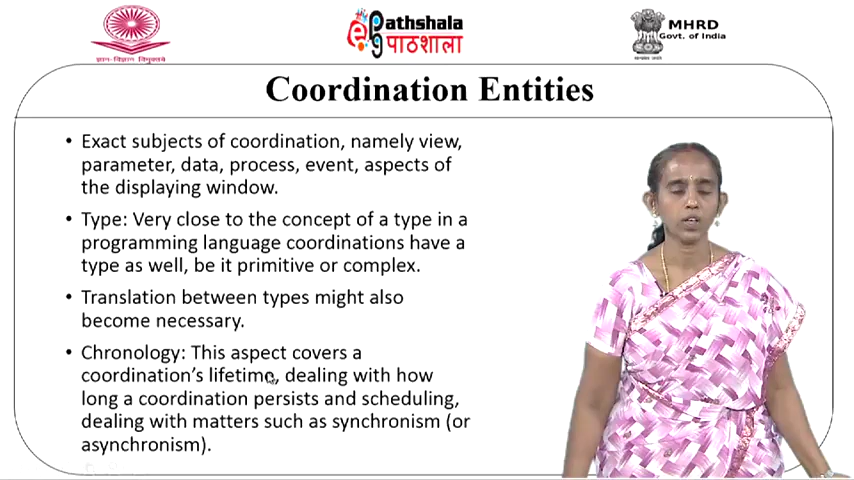 ePathshala
पाठशाला
MHRD
Govt. of India
ज्ञान-विज्ञान विमुक्तये
Coordination Entities
• Exact subjects of coordination, namely view,
parameter, data, process, event, aspects of
the displaying window.
• Type: Very close to the concept of a type in a
programming language coordinations have a
type as well, be it primitive or complex.
• Translation between types might also
become necessary.
• Chronology: This aspect covers a
coordination's lifetime, dealing with how
long a coordination persists and scheduling,
dealing with matters such as synchronism (or
asynchronism).